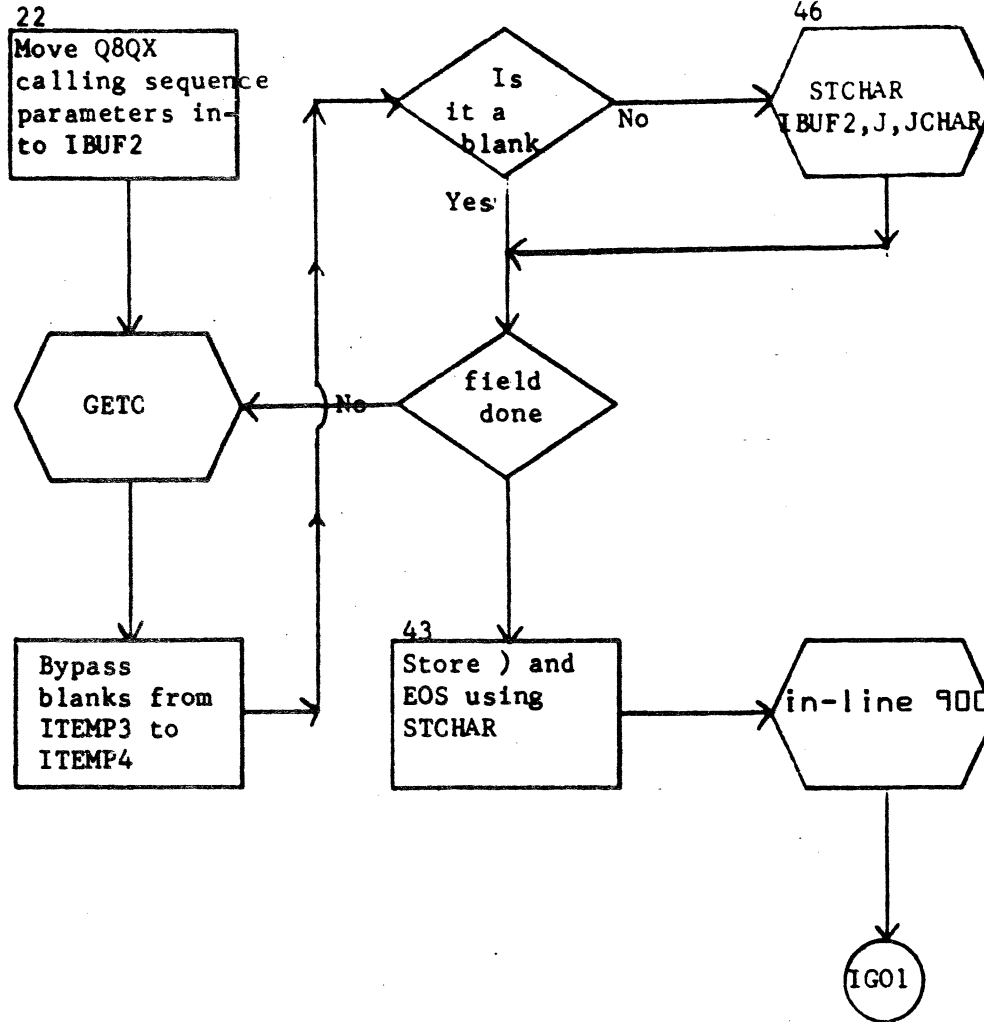 22
Move Q8QX
calling sequence
parameters in-
to IBUF2
Is
it a
blank
No
Yes
46
STCHAR
IBUF2,J,JCHAR
GETC
No
field
done
Bypass
blanks from
ITEMP3 to
ITEMP4
43
Store ) and
EOS using
STCHAR
in-line 900
IGO1